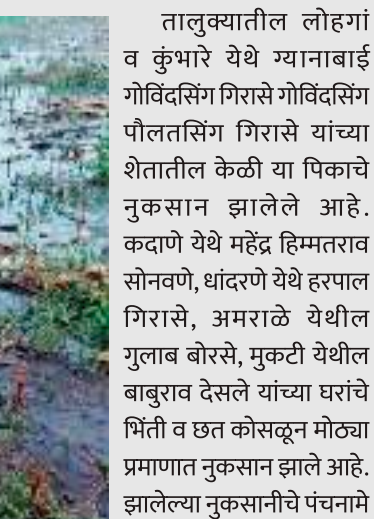 तालुक्यातील लोहगां
व कुंभारे येथे ग्यानाबाई
गोविंदसिंग गिरासे गोविंदसिंग
पौलतसिंग गिरासे यांच्या
शेतातील केळी या पिकाचे
नुकसान झालेले आहे.
कदाणे येथे महेंद्र हिम्मतराव
सोनवणे, धांदरणे येथे हरपाल
गिरासे, अमराळे येथील
गुलाब बोरसे, मुकटी येथील
बाबुराव देसले यांच्या घरांचे
भिंती व छत कोसळून मोठ्या
प्रमाणात नुकसान झाले आहे.
झालेल्या नुकसानीचे पंचनामे